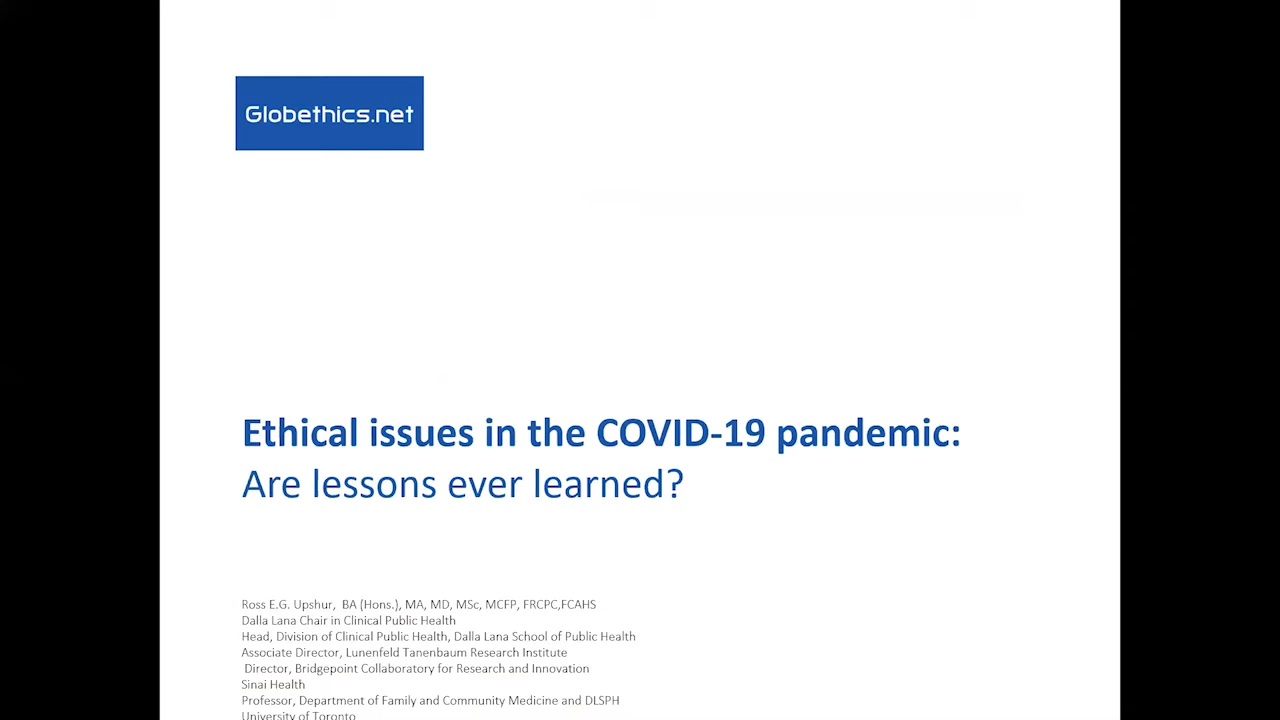 Globethics.net
Ethical issues in the COVID-19 pandemic:
Are lessons ever learned?
Ross E.G. Upshur,  BA (Hons.), MA, MD, MSc, MCFP, FRCPC,FCAHS
Dalla Lana Chair in Clinical Public Health
Head, Division of Clinical Public Health, Dalla Lana School of Public Health
Associate Director, Lunenfeld Tanenbaum Research Institute
Director, Bridgepoint Collaboratory for Research and Innovation
Sinai Health
Professor, Department of Family and Community Medicine and DLSPH
University of Toronto